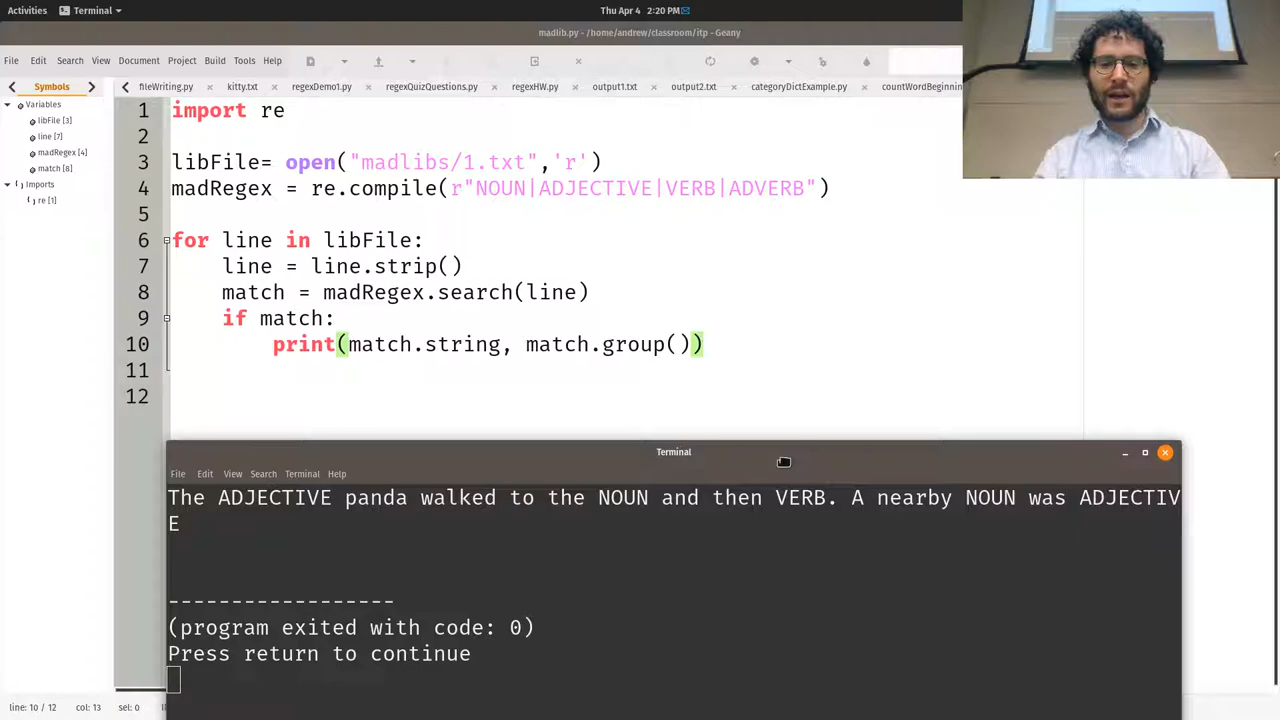 Activities
Terminal
Thu Apr 4 2:20 PM
madlib.py - /home/andrew/classroom/itp - Geany
File Edit Search View Document Project Build Tools Help
Symbols
fileWriting.py
kitty.txt
regexDemo1.py
regexQuizQuestions.py
regexHW.py
output1.txt
output2.txt
categoryDictExample.py
countWordBeginning
Variables
libFile [3]
line [7]
madRegex [4]
match [8]
Imports
re [1]
1 import re
2
3 libFile= open("madlibs/1.txt",'r')
4 madRegex = re.compile(r"NOUN|ADJECTIVE|VERB|ADVERB")
5
6 for line in libFile:
7 line = line.strip()
8 match = madRegex.search(line)
9 if match:
10 print(match.string, match.group())
11
12
Terminal
File Edit View Search Terminal Help
The ADJECTIVE panda walked to the NOUN and then VERB. A nearby NOUN was ADJECTIV
E
------------------
(program exited with code: 0)
Press return to continue
line: 10 / 12
col: 13
sel: 0